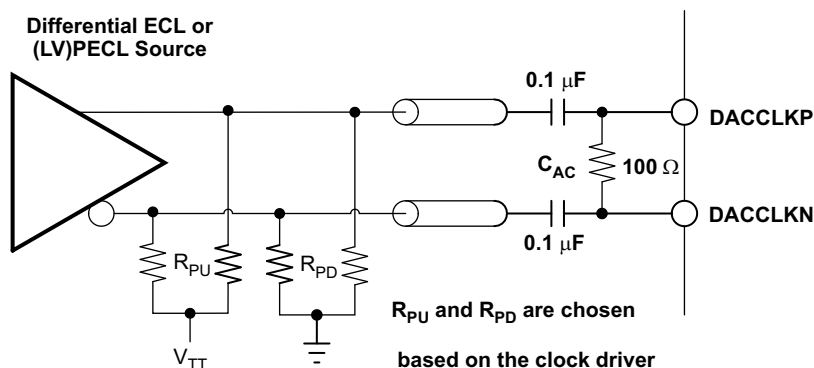 Differential ECL or
(LV)PECL Source
0.1 μF
DACCLKP
C_AC
100 Ω
DACCLKN
0.1 μF
R_PU
R_PD
R_PU and R_PD are chosen
based on the clock driver
V_TT